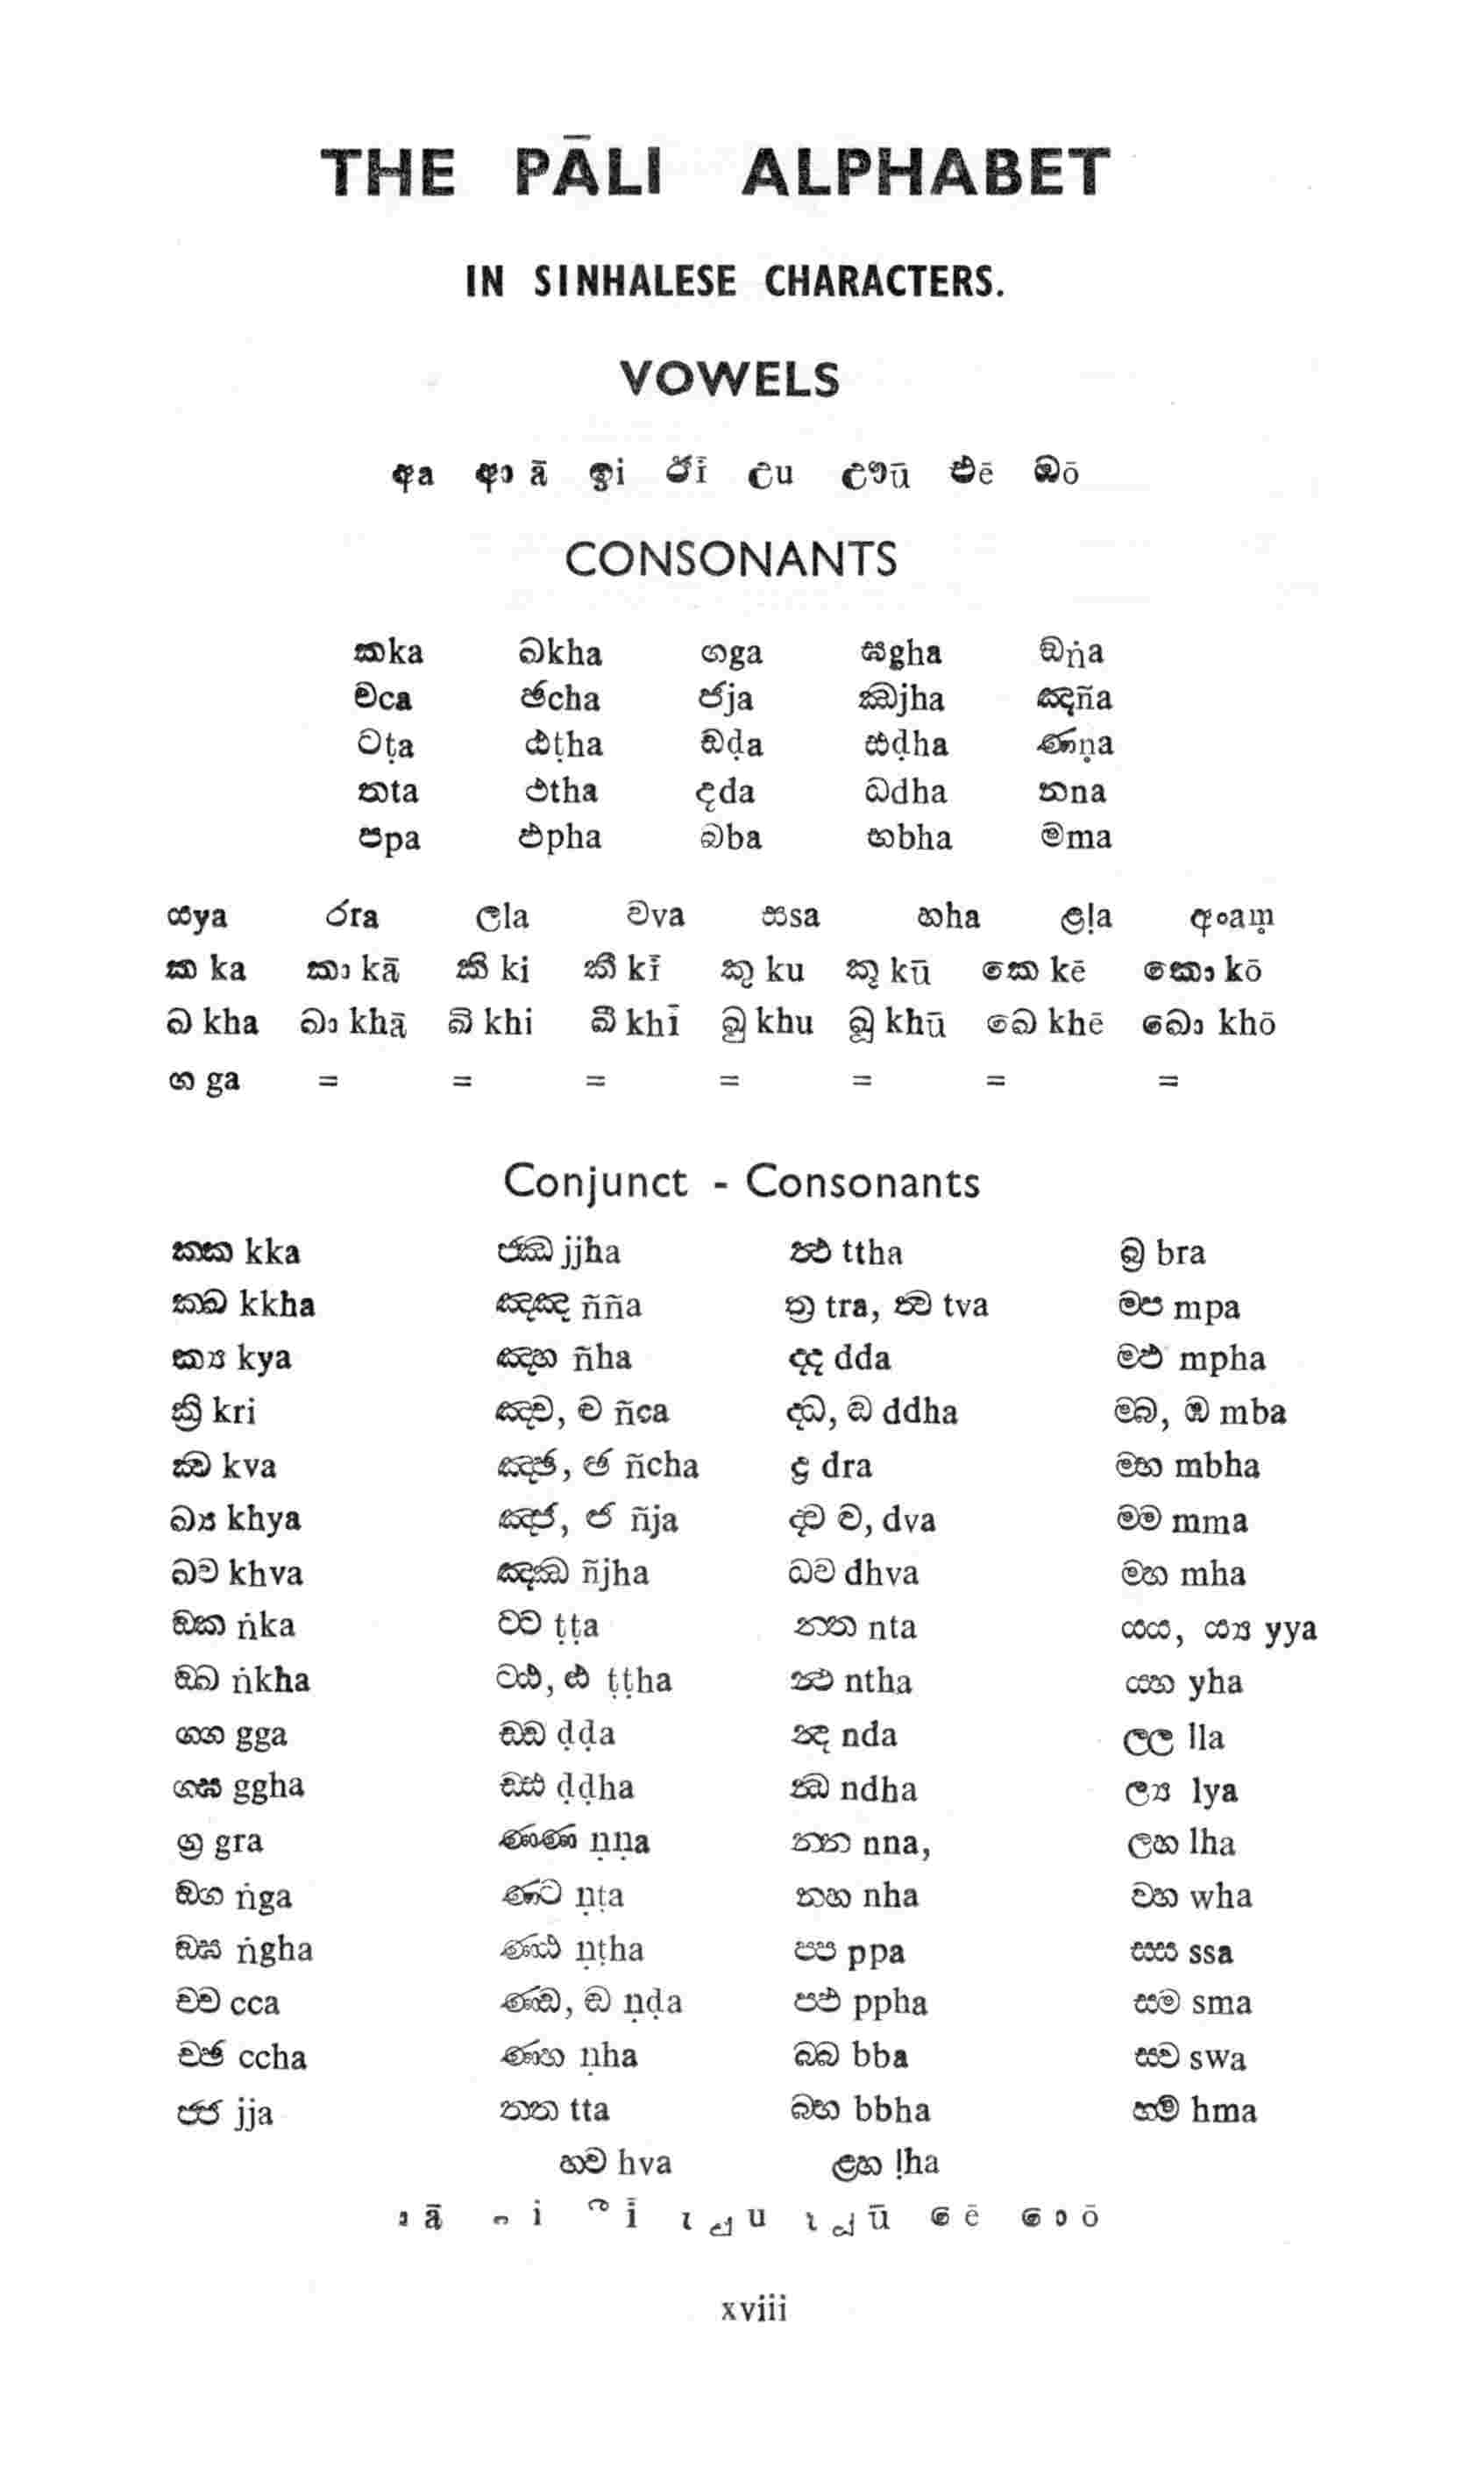 THE PĀLI ALPHABET
IN SINHALESE CHARACTERS.
VOWELS
අa ආ ā ඉi ඊī උu ඌū එē ඔō
CONSONANTS
කka ඛkha ගga ඝgha ඞṅa
චca ඡcha ජja ඣjha ඤña
ටṭa ඨṭha ඩḍa ඪḍha ණṇa
තta ථtha දda ධdha නna
පpa ඵpha බba භbha මma
යya රra ලla වva සsa හha ළḷa අංaṃ
ක ka කා kā කි ki කී kī කු ku කූ kū කෙ kē කො kō
ඛ kha ඛා khā ඛි khi ඛී khī ඛු khu ඛූ khū ඛෙ khē ඛො khō
ග ga = = = = = = =
Conjunct - Consonants
ක‍්ක kka ජ‍්ඣ jjha ත්‍ථ ttha බ්‍ර bra
ක‍්ඛ kkha ඤ‍්ඤ ñña ත්‍ර tra, ත්‍ව tva ම‍්ප mpa
ක්‍ය kya ඤ‍්හ ñha ද‍්ද dda ම‍්ඵ mpha
ක්‍රි kri ඤ‍්ච, ඤ්‍ච ñca ද‍්ධ, ද්‍ධ ddha ම‍්බ, ඹ mba
ක්‍ව kva ඤ‍්ඡ, ඤ්‍ඡ ñcha ද්‍ර dra ම‍්භ mbha
ඛ්‍ය khya ඤ‍්ජ, ඦ ñja ද‍්ව ද්‍ව, dva ම‍්ම mma
ඛ‍්ව khva ඤ‍්ඣ ñjha ධ‍්ව dhva ම‍්හ mha
ඞ‍්ක ṅka ට‍්ට ṭṭa න‍්ත nta ය‍්ය, ය්‍ය yya
ඞ‍්ඛ ṅkha ට‍්ඨ, ට්‍ඨ ṭṭha න්‍ථ ntha ය‍්හ yha
ග‍්ග gga ඩ‍්ඩ ḍḍa න්‍ද nda ල‍්ල lla
ග‍්ඝ ggha ඩ‍්ඪ ḍḍha න්‍ධ ndha ල්‍ය lya
ග්‍ර gra ණ‍්ණ ṇṇa න‍්න nna, ල‍්හ lha
ඞ‍්ග ṅga ණ‍්ට ṇṭa න‍්හ nha ව‍්හ wha
ඞ‍්ඝ ṅgha ණ‍්ඨ ṇṭha ප‍්ප ppa ස‍්ස ssa
ච‍්ච cca ණ‍්ඩ, ඬ ṇḍa ප‍්ඵ ppha ස‍්ම sma
ච‍්ඡ ccha ණ‍්හ ṇha බ‍්බ bba ස‍්ව swa
ජ‍්ජ jja ත‍්ත tta බ‍්භ bbha හ‍්ම hma
හ‍්ව hva ළ‍්හ ḷha
ා ā ි i ී ī ු u ූ ū ෙ ē ො ō
xviii